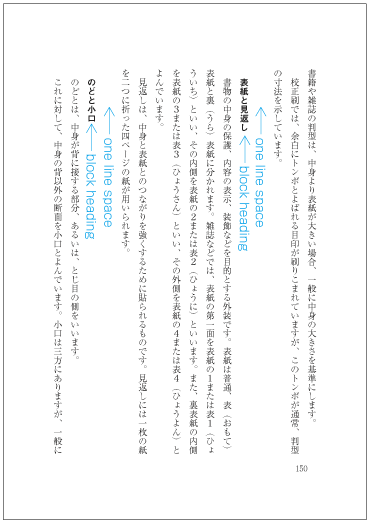 書籍や雑誌の判型は、中身より表紙が大きい場合、一般に中身の大きさを基準にします。
校正刷では、余白にトンボとよばれる目印が刷りこまれていますが、このトンボが通常、判型
の寸法を示しています。
one line space
表紙と見返し
block heading
書物の中身の保護、内容の表示、装飾などを目的とする外装です。表紙は普通、表（おもて）
表紙と裏（うら）表紙に分かれます。雑誌などでは、表紙の第一面を表紙の1または表1（ひょ
ういち）といい、その内側を表紙の2または表2（ひょうに）といいます。また、裏表紙の内側
を表紙の3または表3（ひょうさん）といい、その外側を表紙の4または表4（ひょうよん）と
よんでいます。
見返しは、中身と表紙とのつながりを強くするために貼られるものです。見返しには一枚の紙
を二つに折った四ページの紙が用いられます。
one line space
のどと小口
block heading
のどとは、中身が背に接する部分、あるいは、とじ目の側をいいます。
これに対して、中身の背以外の断面を小口とよんでいます。小口は三方にありますが、一般に
150